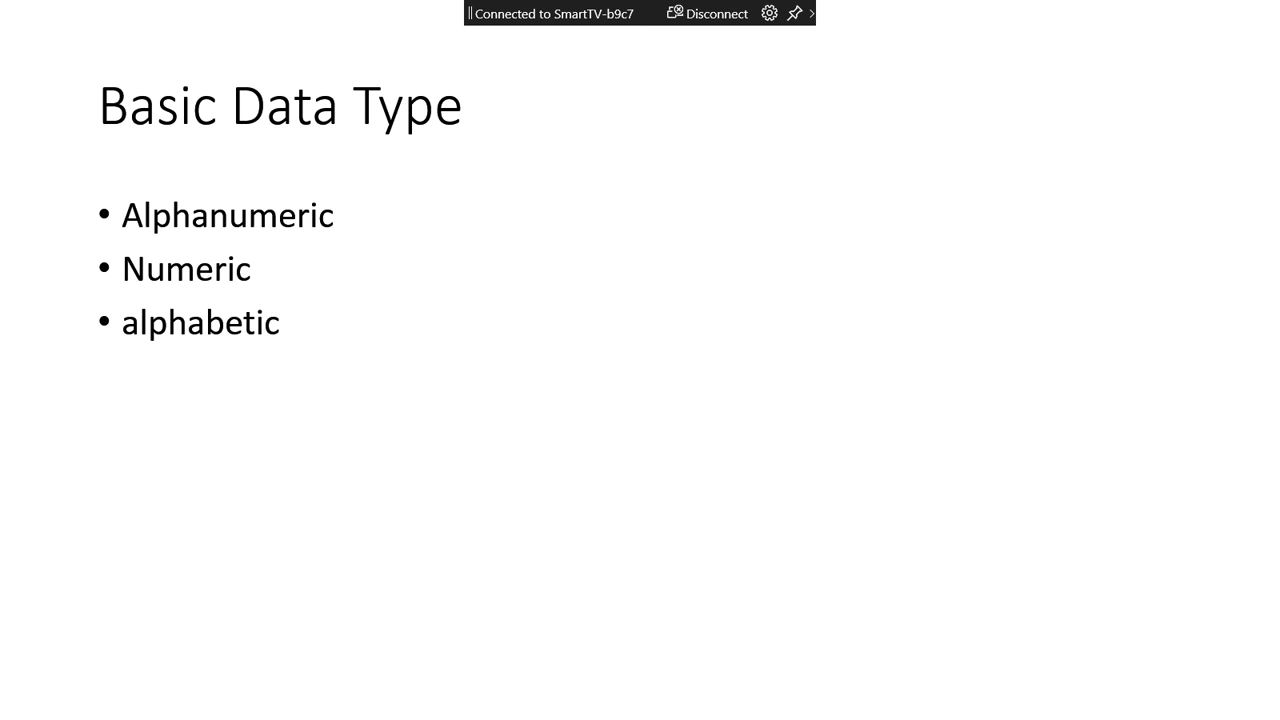 Connected to SmartTV-b9c7 Disconnect
Basic Data Type
• Alphanumeric
• Numeric
• alphabetic